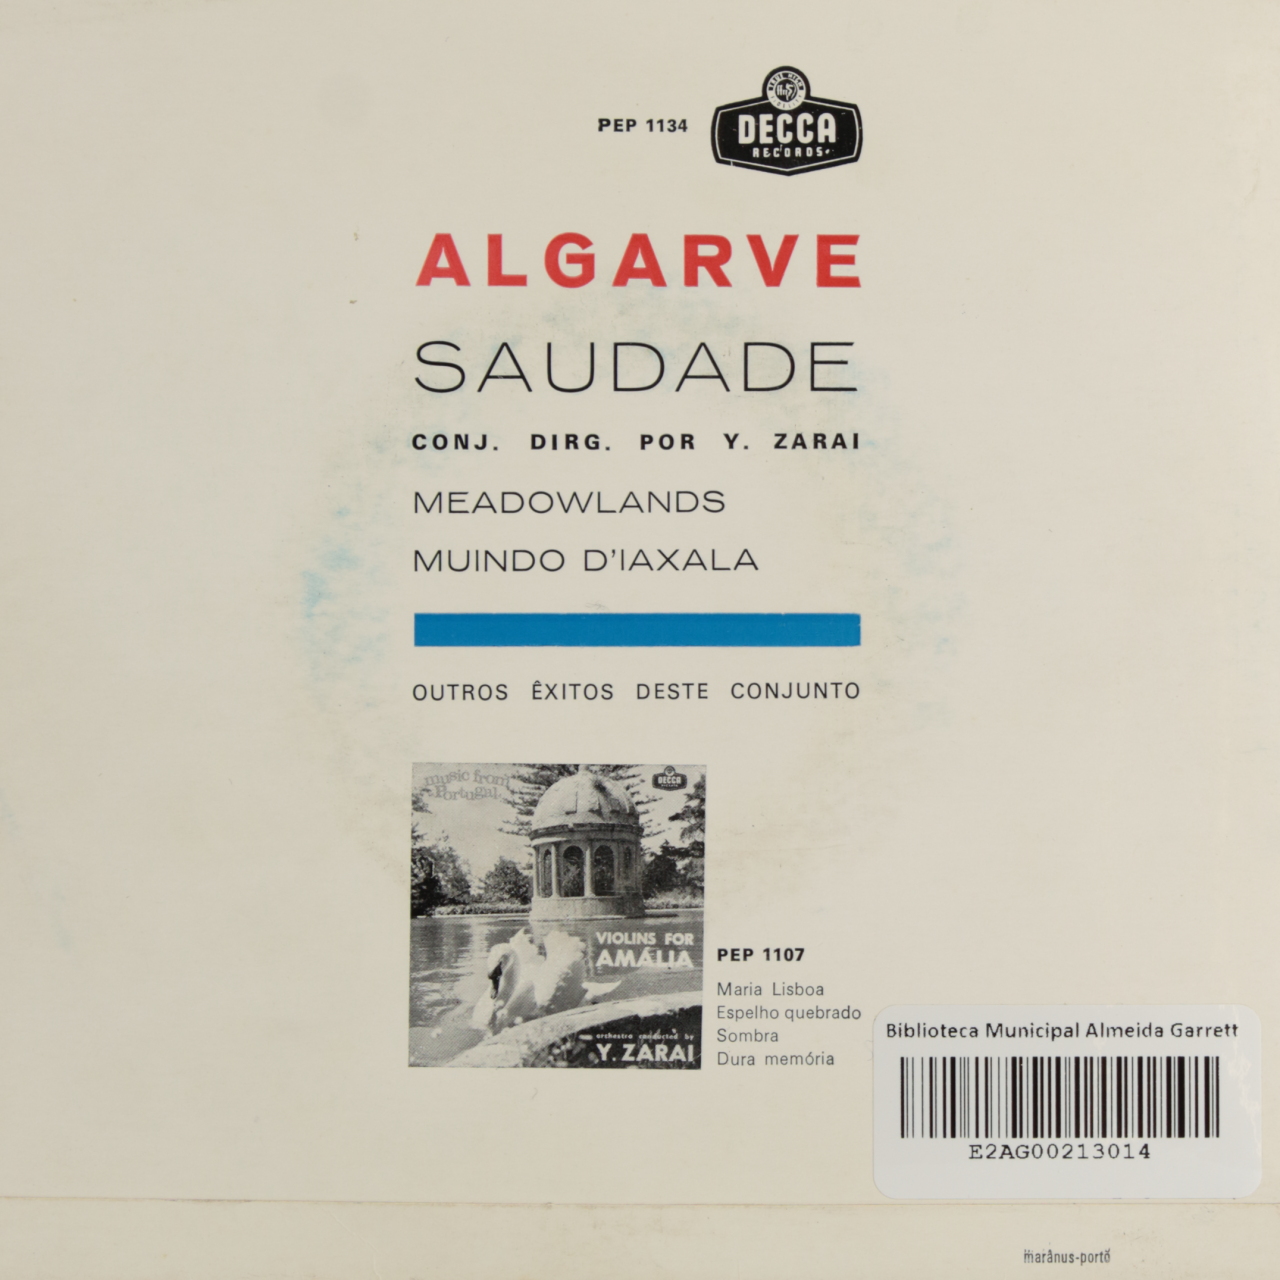 PEP 1134
DECCA
RECORDS
ALGARVE
SAUDADE
CONJ. DIRG. POR Y. ZARAI
MEADOWLANDS
MUINDO D'IAXALA
OUTROS ÊXITOS DESTE CONJUNTO
music from
Portugal
DECCA
VIOLINS FOR
AMÁLIA
orchestra conducted by
Y. ZARAI
PEP 1107
Maria Lisboa
Espelho quebrado
Sombra
Dura memória
Biblioteca Municipal Almeida Garrett
E2AG00213014
marânus-porto